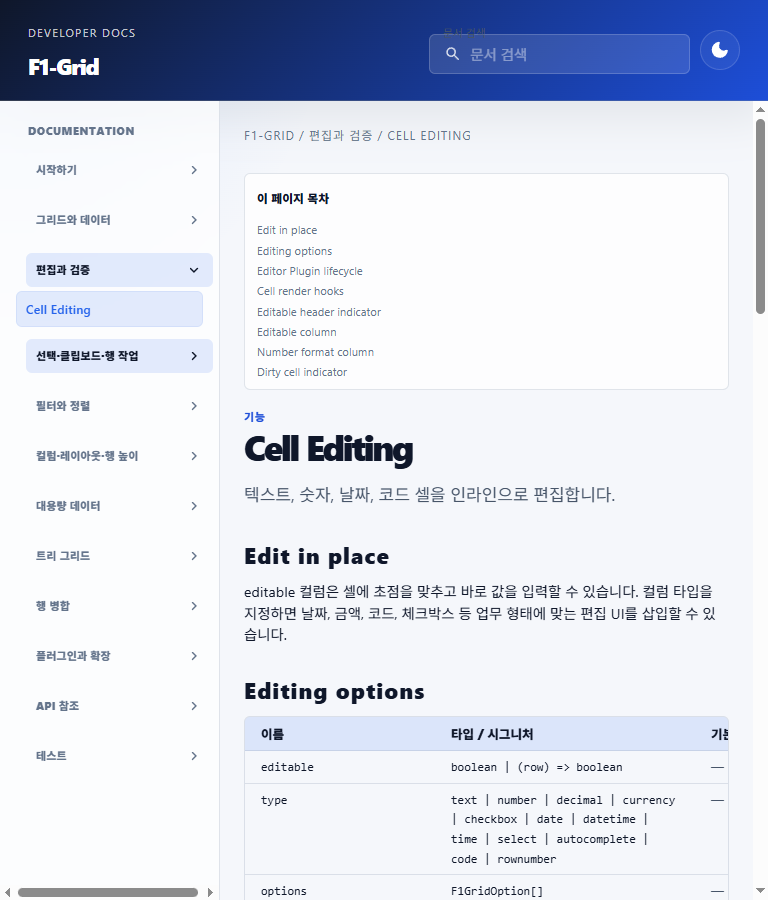 DEVELOPER DOCS
F1-Grid
문서 검색
문서 검색
DOCUMENTATION
시작하기
그리드와 데이터
편집과 검증
Cell Editing
선택·클립보드·행 작업
필터와 정렬
컬럼·레이아웃·행 높이
대용량 데이터
트리 그리드
행 병합
플러그인과 확장
API 참조
테스트
F1-GRID / 편집과 검증 / CELL EDITING
이 페이지 목차
Edit in place
Editing options
Editor Plugin lifecycle
Cell render hooks
Editable header indicator
Editable column
Number format column
Dirty cell indicator
기능
Cell Editing
텍스트, 숫자, 날짜, 코드 셀을 인라인으로 편집합니다.
Edit in place
editable 컬럼은 셀에 초점을 맞추고 바로 값을 입력할 수 있습니다. 컬럼 타입을
지정하면 날짜, 금액, 코드, 체크박스 등 업무 형태에 맞는 편집 UI를 삽입할 수 있
습니다.
Editing options
이름 타입 / 시그니처
editable boolean | (row) => boolean —
type text | number | decimal | currency —
| checkbox | date | datetime |
time | select | autocomplete |
code | rownumber
options F1GridOption[] —